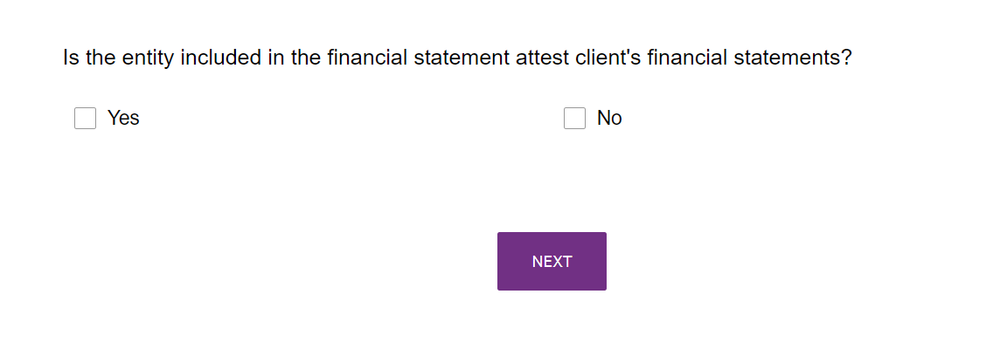 Is the entity included in the financial statement attest client's financial statements?
Yes
No
NEXT